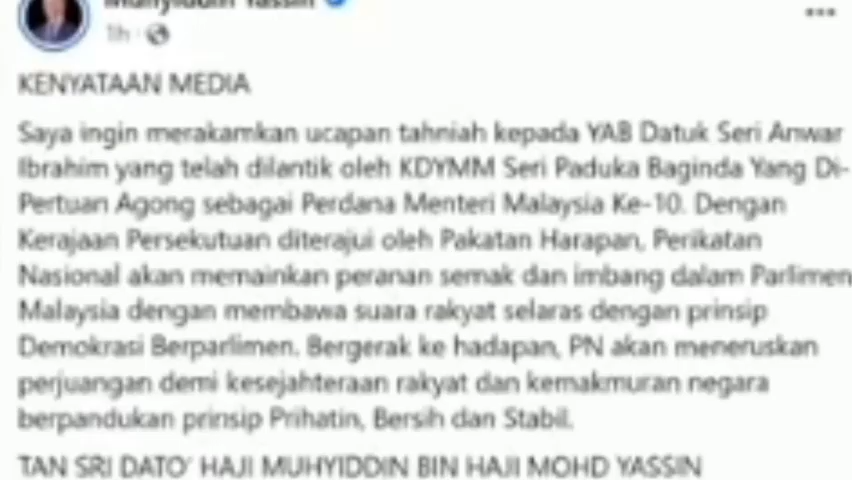 Muhyiddin Yassin
1h
KENYATAAN MEDIA
Saya ingin merakamkan ucapan tahniah kepada YAB Datuk Seri Anwar
Ibrahim yang telah dilantik oleh KDYMM Seri Paduka Baginda Yang Di-
Pertuan Agong sebagai Perdana Menteri Malaysia Ke-10. Dengan
Kerajaan Persekutuan diterajui oleh Pakatan Harapan, Perikatan
Nasional akan memainkan peranan semak dan imbang dalam Parlimen
Malaysia dengan membawa suara rakyat selaras dengan prinsip
Demokrasi Berparlimen. Bergerak ke hadapan, PN akan meneruskan
perjuangan demi kesejahteraan rakyat dan kemakmuran negara
berpandukan prinsip Prihatin, Bersih dan Stabil.
TAN SRI DATO' HAJI MUHYIDDIN BIN HAJI MOHD YASSIN